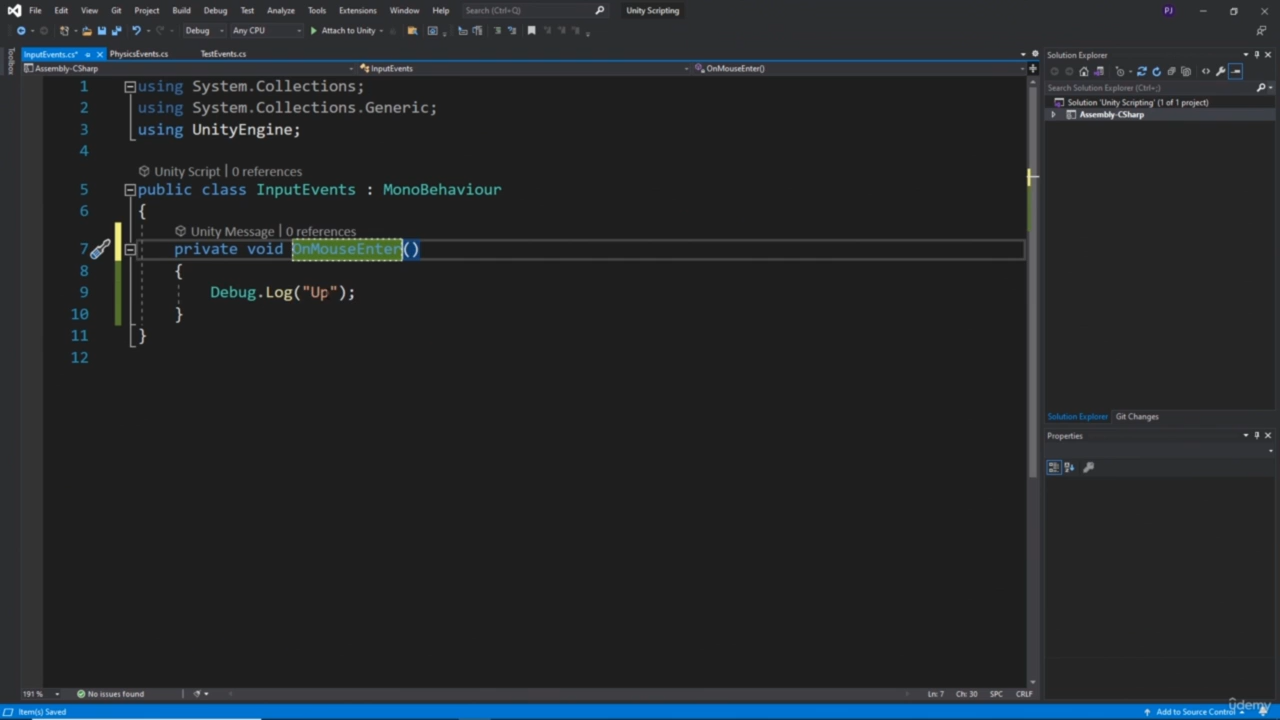 File Edit View Git Project Build Debug Test Analyze Tools Extensions Window Help Search (Ctrl+Q) Unity Scripting PJ
Debug Any CPU Attach to Unity
InputEvents.cs* PhysicsEvents.cs TestEvents.cs
Assembly-CSharp InputEvents OnMouseEnter()
Toolbox
1 using System.Collections;
2 using System.Collections.Generic;
3 using UnityEngine;
4
Unity Script | 0 references
5 public class InputEvents : MonoBehaviour
6 {
Unity Message | 0 references
7 private void OnMouseEnter()
8 {
9 Debug.Log("Up");
10 }
11 }
12
Solution Explorer
Search Solution Explorer (Ctrl+;)
Solution 'Unity Scripting' (1 of 1 project)
Assembly-CSharp
Solution Explorer Git Changes
Properties
191 % No issues found Ln: 7 Ch: 30 SPC CRLF
Item(s) Saved Add to Source Control
udemy